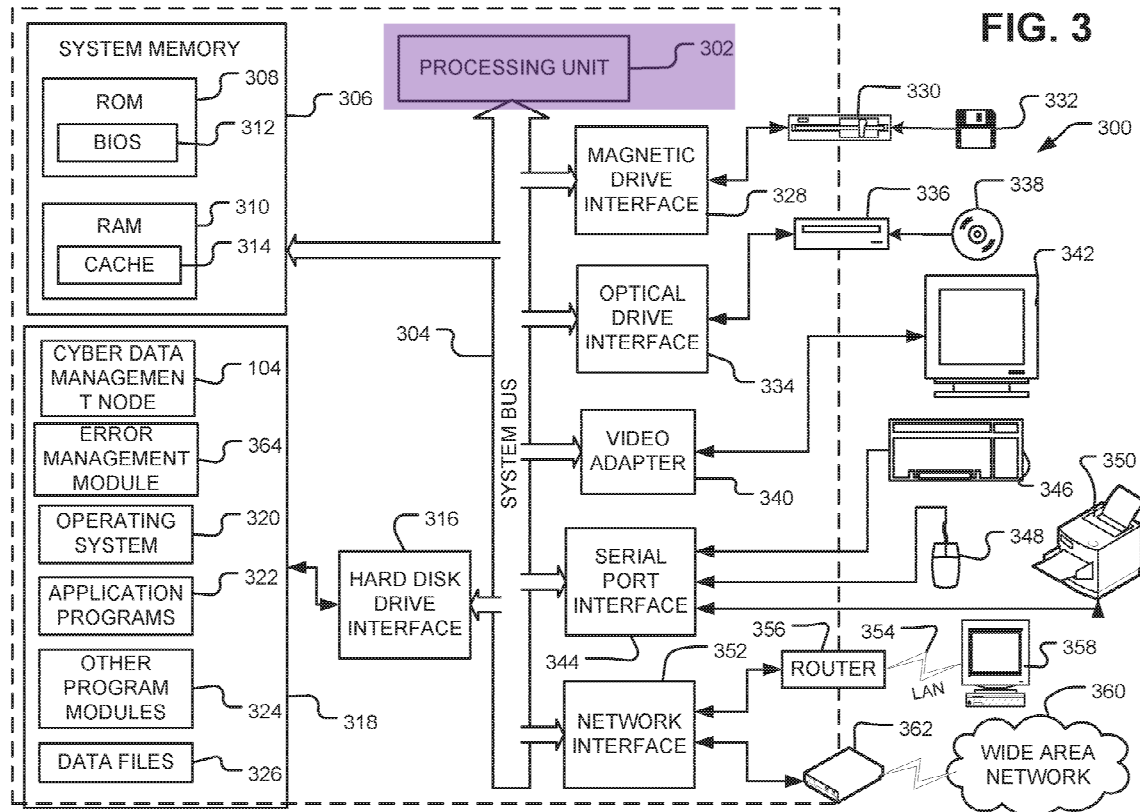 FIG. 3
SYSTEM MEMORY
ROM
308
BIOS
312
306
RAM
310
CACHE
314
PROCESSING UNIT
302
330
332
300
MAGNETIC
DRIVE
INTERFACE
328
336
338
OPTICAL
DRIVE
INTERFACE
334
342
304
SYSTEM BUS
CYBER DATA
MANAGEMEN
T NODE
104
ERROR
MANAGEMENT
MODULE
364
OPERATING
SYSTEM
320
APPLICATION
PROGRAMS
322
OTHER
PROGRAM
MODULES
324
318
DATA FILES
326
316
HARD DISK
DRIVE
INTERFACE
VIDEO
ADAPTER
340
346
350
348
SERIAL
PORT
INTERFACE
344
352
356
354
ROUTER
LAN
358
360
NETWORK
INTERFACE
362
WIDE AREA
NETWORK